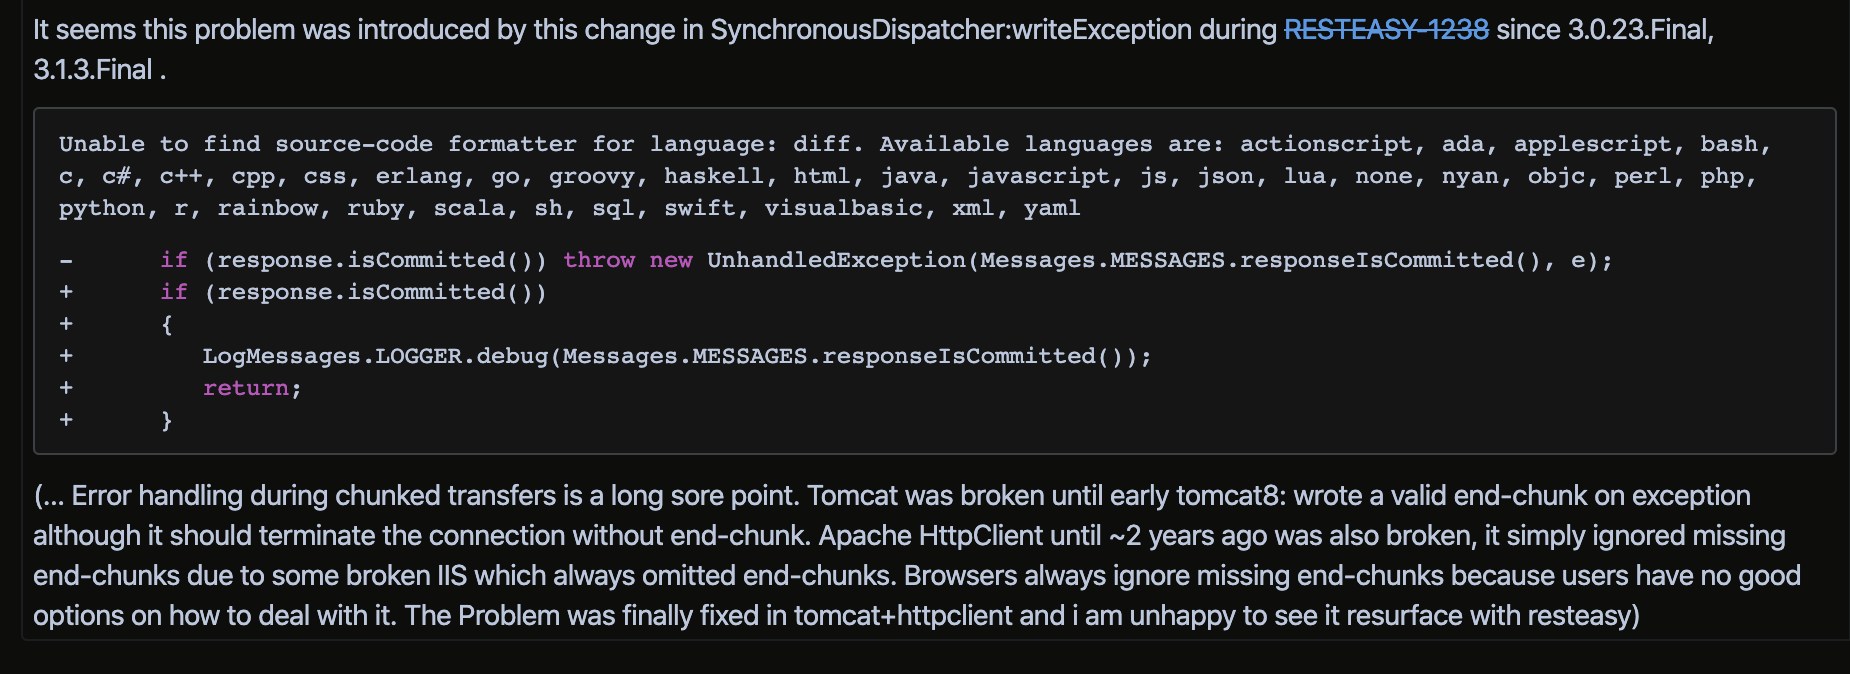 It seems this problem was introduced by this change in SynchronousDispatcher:writeException during RESTEASY-1238 since 3.0.23.Final,
3.1.3.Final .
Unable to find source-code formatter for language: diff. Available languages are: actionscript, ada, applescript, bash,
c, c#, c++, cpp, css, erlang, go, groovy, haskell, html, java, javascript, js, json, lua, none, nyan, objc, perl, php,
python, r, rainbow, ruby, scala, sh, sql, swift, visualbasic, xml, yaml
-      if (response.isCommitted()) throw new UnhandledException(Messages.MESSAGES.responseIsCommitted(), e);
+      if (response.isCommitted())
+      {
+         LogMessages.LOGGER.debug(Messages.MESSAGES.responseIsCommitted());
+         return;
+      }
(... Error handling during chunked transfers is a long sore point. Tomcat was broken until early tomcat8: wrote a valid end-chunk on exception
although it should terminate the connection without end-chunk. Apache HttpClient until ~2 years ago was also broken, it simply ignored missing
end-chunks due to some broken IIS which always omitted end-chunks. Browsers always ignore missing end-chunks because users have no good
options on how to deal with it. The Problem was finally fixed in tomcat+httpclient and i am unhappy to see it resurface with resteasy)